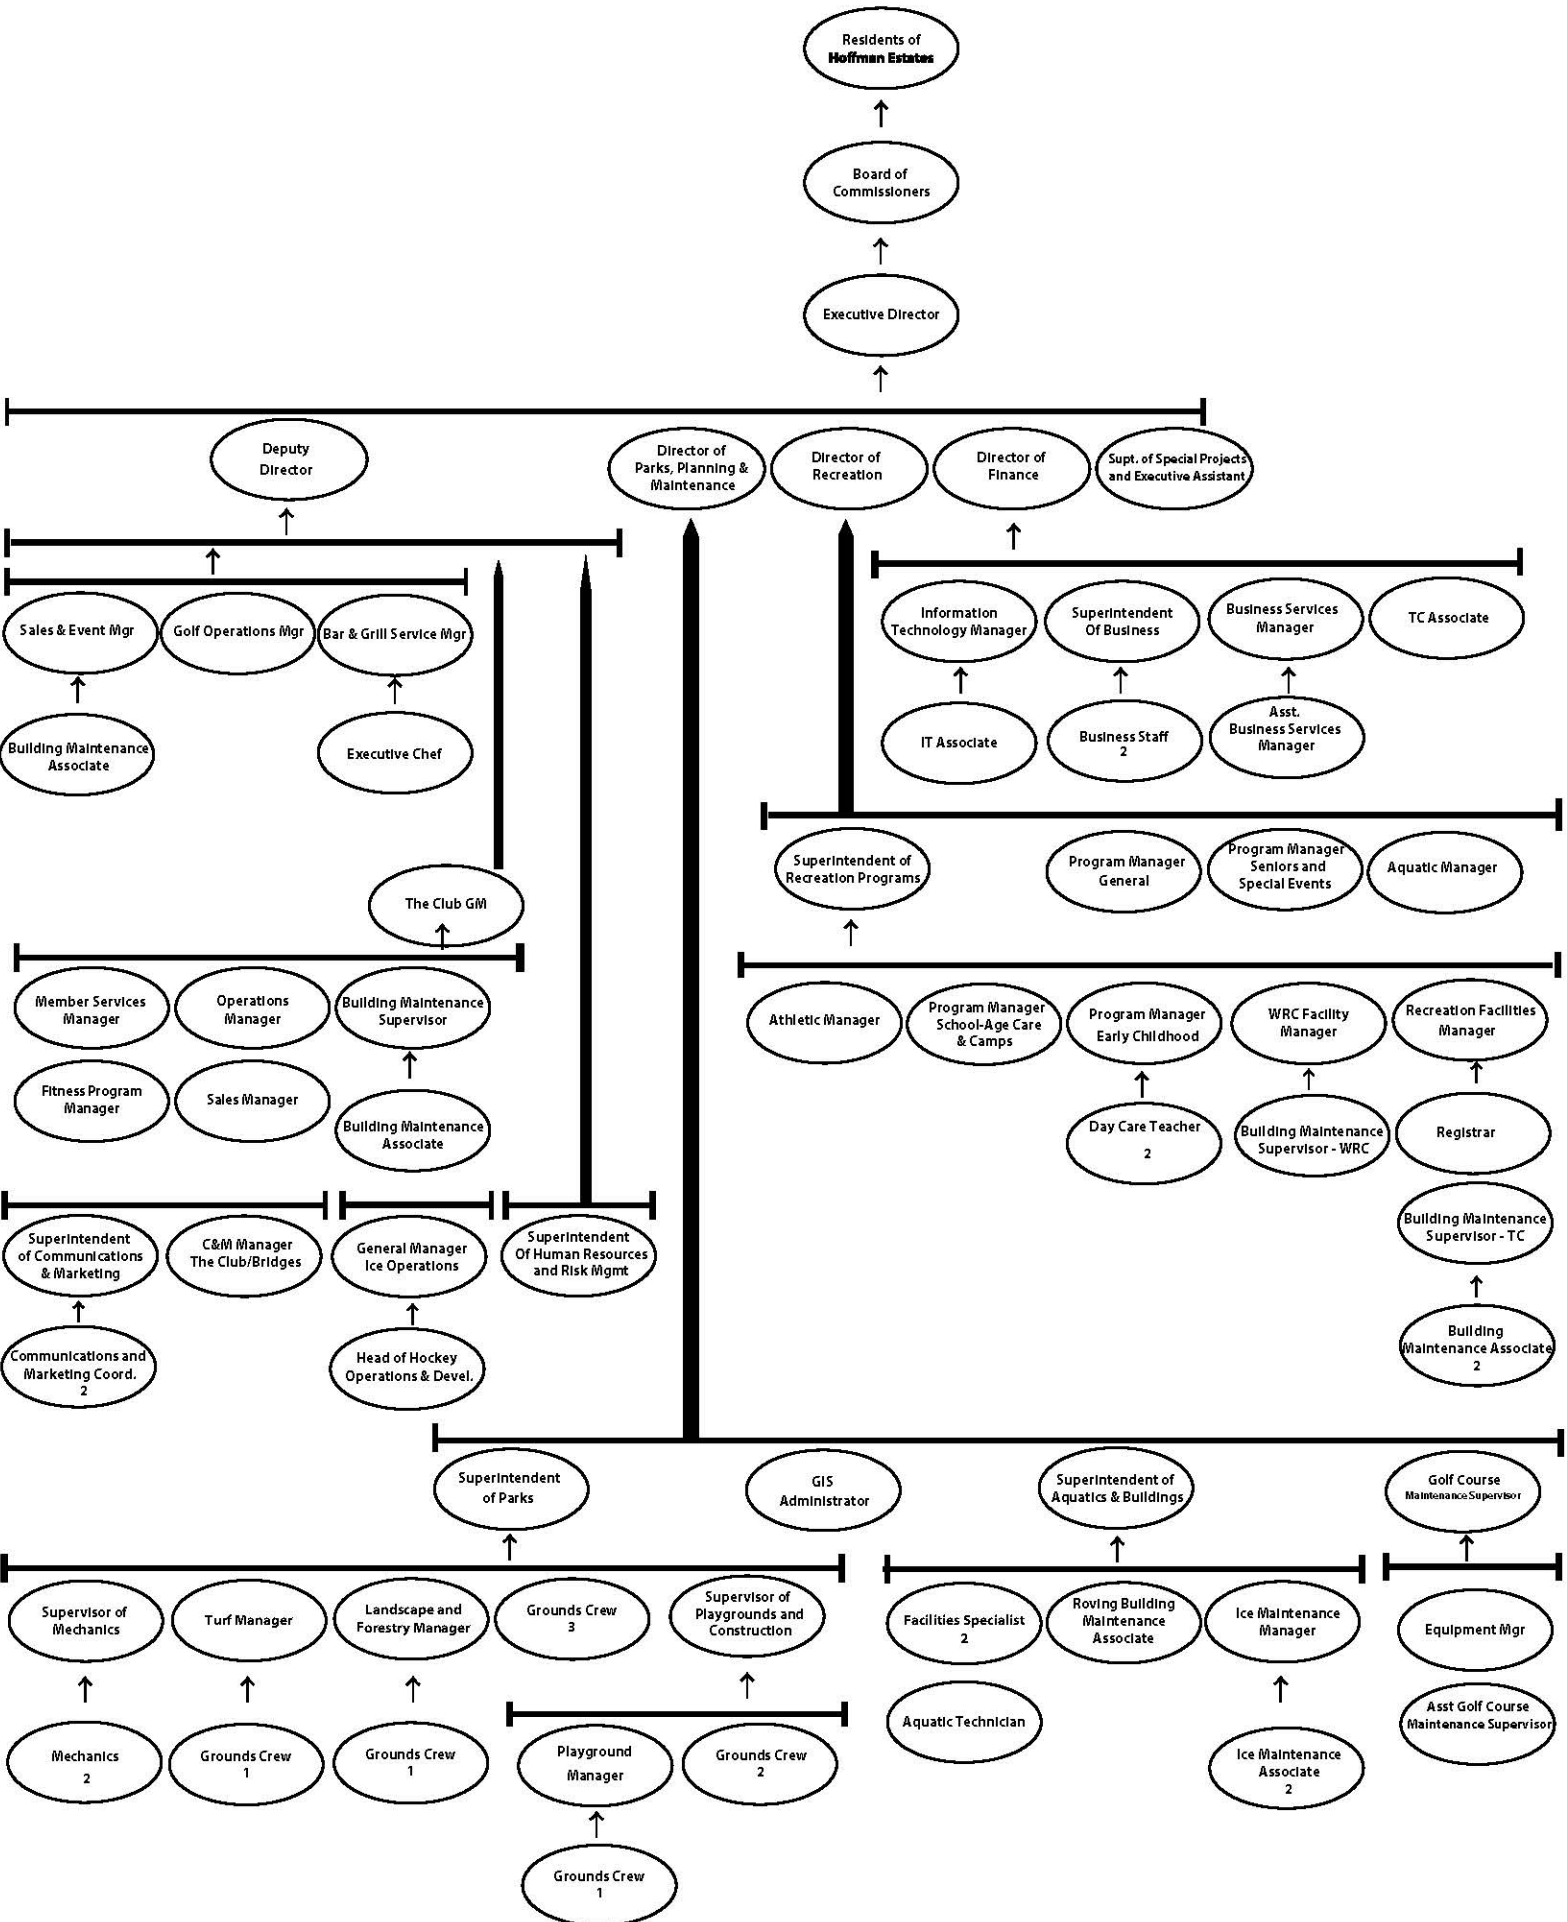 Residents of
Hoffman Estates
Board of
Commissioners
Executive Director
Deputy
Director
Director of
Parks, Planning &
Maintenance
Director of
Recreation
Director of
Finance
Supt. of Special Projects
and Executive Assistant
Sales & Event Mgr
Golf Operations Mgr
Bar & Grill Service Mgr
Information
Technology Manager
Superintendent
Of Business
Business Services
Manager
TC Associate
Building Maintenance
Associate
Executive Chef
IT Associate
Business Staff
2
Asst.
Business Services
Manager
Superintendent of
Recreation Programs
Program Manager
General
Program Manager
Seniors and
Special Events
Aquatic Manager
The Club GM
Member Services
Manager
Operations
Manager
Building Maintenance
Supervisor
Athletic Manager
Program Manager
School-Age Care
& Camps
Program Manager
Early Childhood
WRC Facility
Manager
Recreation Facilities
Manager
Fitness Program
Manager
Sales Manager
Building Maintenance
Associate
Day Care Teacher
2
Building Maintenance
Supervisor - WRC
Registrar
Superintendent
of Communications
& Marketing
C&M Manager
The Club/Bridges
General Manager
Ice Operations
Superintendent
Of Human Resources
and Risk Mgmt
Building Maintenance
Supervisor - TC
Communications and
Marketing Coord.
2
Head of Hockey
Operations & Devel.
Building
Maintenance Associate
2
Superintendent
of Parks
GIS
Administrator
Superintendent of
Aquatics & Buildings
Golf Course
Maintenance Supervisor
Supervisor of
Mechanics
Turf Manager
Landscape and
Forestry Manager
Grounds Crew
3
Supervisor of
Playgrounds and
Construction
Facilities Specialist
2
Roving Building
Maintenance
Associate
Ice Maintenance
Manager
Equipment Mgr
Aquatic Technician
Asst Golf Course
Maintenance Supervisor
Mechanics
2
Grounds Crew
1
Grounds Crew
1
Playground
Manager
Grounds Crew
2
Ice Maintenance
Associate
2
Grounds Crew
1